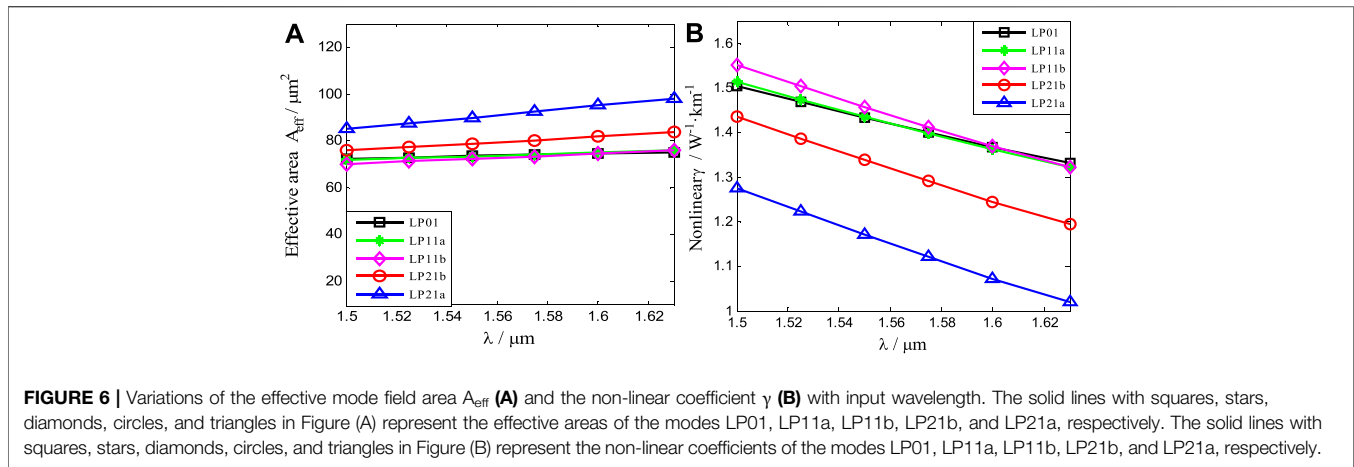 A
Effective area A_eff / μm²
120
100
80
60
40
20
LP01
LP11a
LP11b
LP21b
LP21a
1.5 1.52 1.54 1.56 1.58 1.6 1.62
λ / μm
B
Nonlinear γ / W⁻¹·km⁻¹
1.6
1.5
1.4
1.3
1.2
1.1
1
LP01
LP11a
LP11b
LP21b
LP21a
1.5 1.52 1.54 1.56 1.58 1.6 1.62
λ / μm
FIGURE 6 | Variations of the effective mode field area A_eff (A) and the non-linear coefficient γ (B) with input wavelength. The solid lines with squares, stars,
diamonds, circles, and triangles in Figure (A) represent the effective areas of the modes LP01, LP11a, LP11b, LP21b, and LP21a, respectively. The solid lines with
squares, stars, diamonds, circles, and triangles in Figure (B) represent the non-linear coefficients of the modes LP01, LP11a, LP11b, LP21b, and LP21a, respectively.